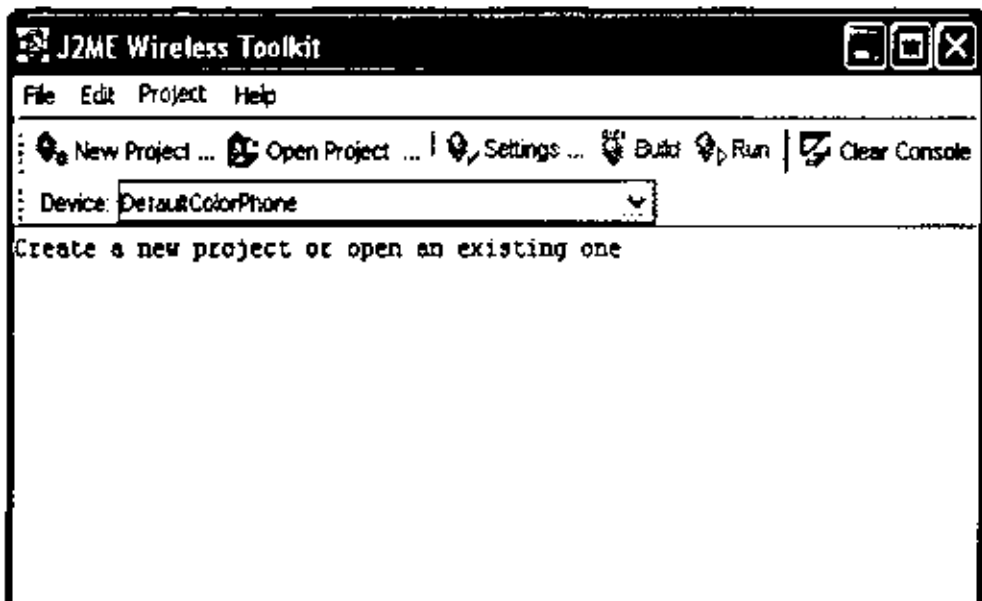 J2ME Wireless Toolkit
File Edit Project Help
New Project ... Open Project ... Settings ... Build Run Clear Console
Device: DefaultColorPhone
Create a new project or open an existing one